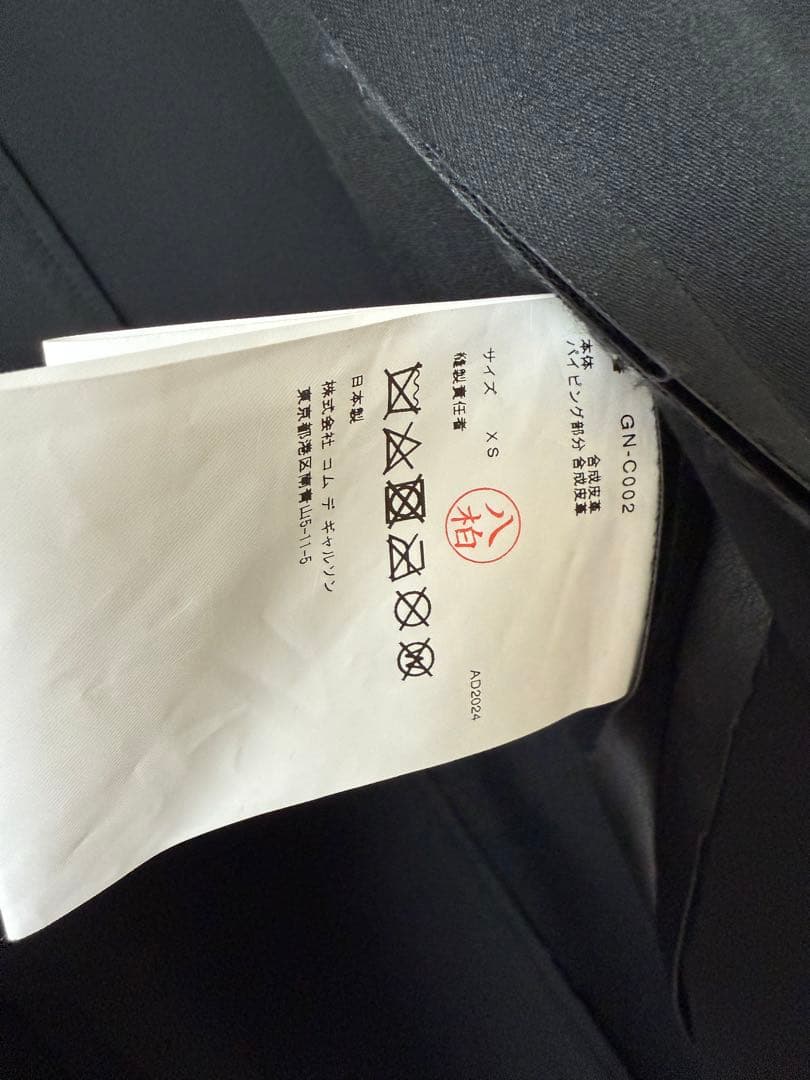 GN-C002
本体 合成皮革
パイピング部分 合成皮革
サイズ XS
縫製責任者
八柏
AD2024
日本製
株式会社 コム デ ギャルソン
東京都港区南青山5-11-5